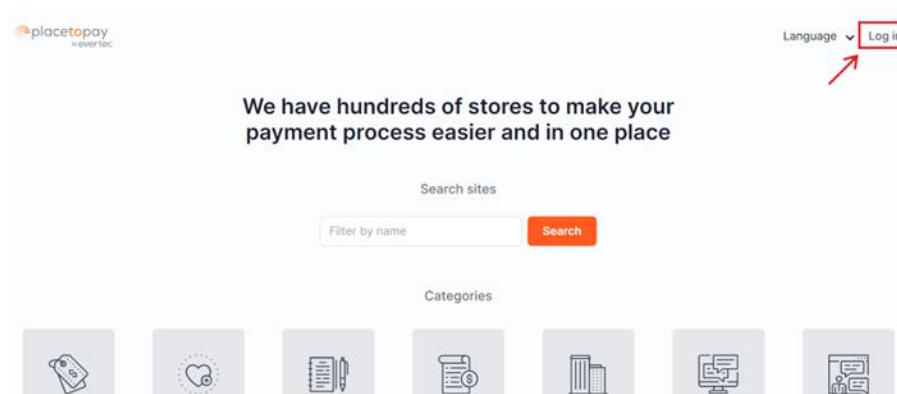 placetopay
by evertec
Language
Log in
We have hundreds of stores to make your
payment process easier and in one place
Search sites
Filter by name
Search
Categories